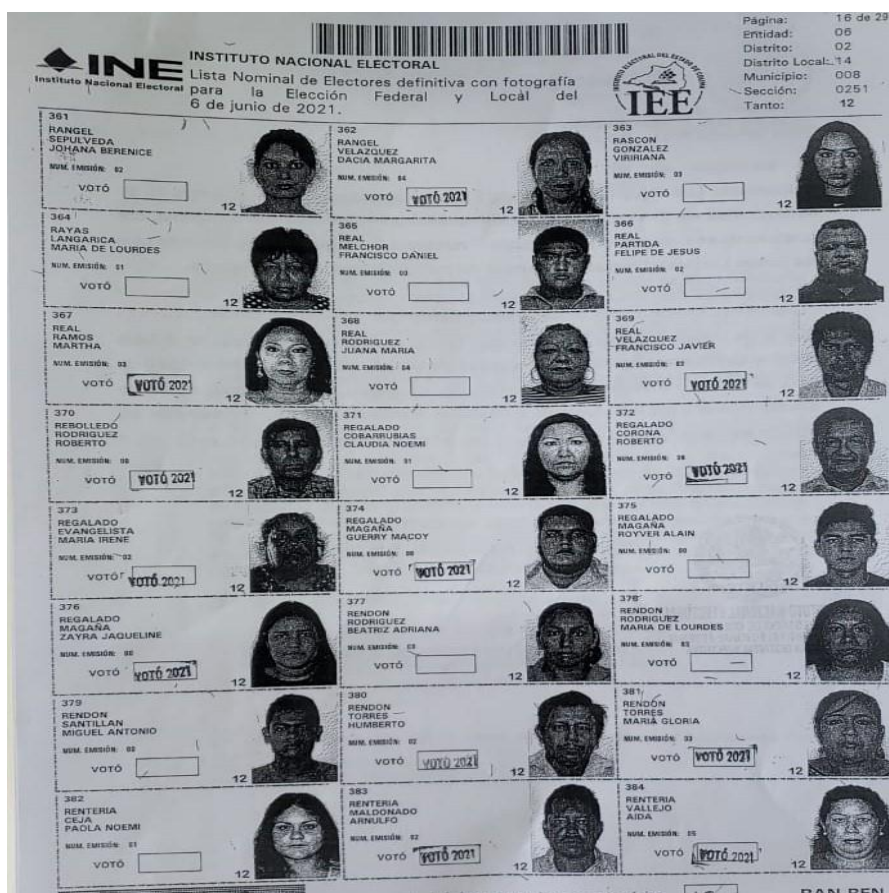 INE
Instituto Nacional Electoral
INSTITUTO NACIONAL ELECTORAL
Lista Nominal de Electores definitiva con fotografía
para la Elección Federal y Local del
6 de junio de 2021.
IEE
Página: 16 de 29
Entidad: 06
Distrito: 02
Distrito Local: 14
Municipio: 008
Sección: 0251
Tanto: 12
361
RANGEL
SEPULVEDA
JOHANA BERENICE
NUM. EMISIÓN: 02
VOTÓ
12
362
RANGEL
VELAZQUEZ
DACIA MARGARITA
NUM. EMISIÓN: 04
VOTÓ VOTÓ 2021
12
363
RASCON
GONZALEZ
VIRIRIANA
NUM. EMISIÓN: 03
VOTÓ
12
364
RAYAS
LANGARICA
MARIA DE LOURDES
NUM. EMISIÓN: 01
VOTÓ
12
365
REAL
MELCHOR
FRANCISCO DANIEL
NUM. EMISIÓN: 00
VOTÓ
12
366
REAL
PARTIDA
FELIPE DE JESUS
NUM. EMISIÓN: 02
VOTÓ
12
367
REAL
RAMOS
MARTHA
NUM. EMISIÓN: 03
VOTÓ VOTÓ 2021
12
368
REAL
RODRIGUEZ
JUANA MARIA
NUM. EMISIÓN: 04
VOTÓ
12
369
REAL
VELAZQUEZ
FRANCISCO JAVIER
NUM. EMISIÓN:
VOTÓ VOTÓ 2021
12
370
REBOLLEDO
RODRIGUEZ
ROBERTO
NUM. EMISIÓN:
VOTÓ VOTÓ 2021
12
371
REGALADO
COBARRUBIAS
CLAUDIA NOEMI
NUM. EMISIÓN: 01
VOTÓ
12
372
REGALADO
CORONA
ROBERTO
NUM. EMISIÓN:
VOTÓ VOTÓ 2021
12
373
REGALADO
EVANGELISTA
MARIA IRENE
NUM. EMISIÓN: 02
VOTÓ VOTÓ 2021
12
374
REGALADO
MAGAÑA
GUERRY MACOY
NUM. EMISIÓN: 00
VOTÓ VOTÓ 2021
12
375
REGALADO
MAGAÑA
ROYVER ALAIN
NUM. EMISIÓN: 00
VOTÓ
12
376
REGALADO
MAGAÑA
ZAYRA JAQUELINE
NUM. EMISIÓN: 00
VOTÓ VOTÓ 2021
12
377
RENDON
RODRIGUEZ
BEATRIZ ADRIANA
NUM. EMISIÓN:
VOTÓ
12
378
RENDON
RODRIGUEZ
MARIA DE LOURDES
NUM. EMISIÓN:
VOTÓ
12
379
RENDON
SANTILLAN
MIGUEL ANTONIO
NUM. EMISIÓN: 00
VOTÓ
12
380
RENDON
TORRES
HUMBERTO
NUM. EMISIÓN: 02
VOTÓ VOTÓ 2021
12
381
RENDON
TORRES
MARIA GLORIA
NUM. EMISIÓN: 03
VOTÓ VOTÓ 2021
12
382
RENTERIA
CEJA
PAOLA NOEMI
NUM. EMISIÓN: 01
VOTÓ
12
383
RENTERIA
MALDONADO
ARNULFO
NUM. EMISIÓN: 02
VOTÓ VOTÓ 2021
12
384
RENTERIA
VALLEJO
AIDA
NUM. EMISIÓN: 05
VOTÓ VOTÓ 2021
12